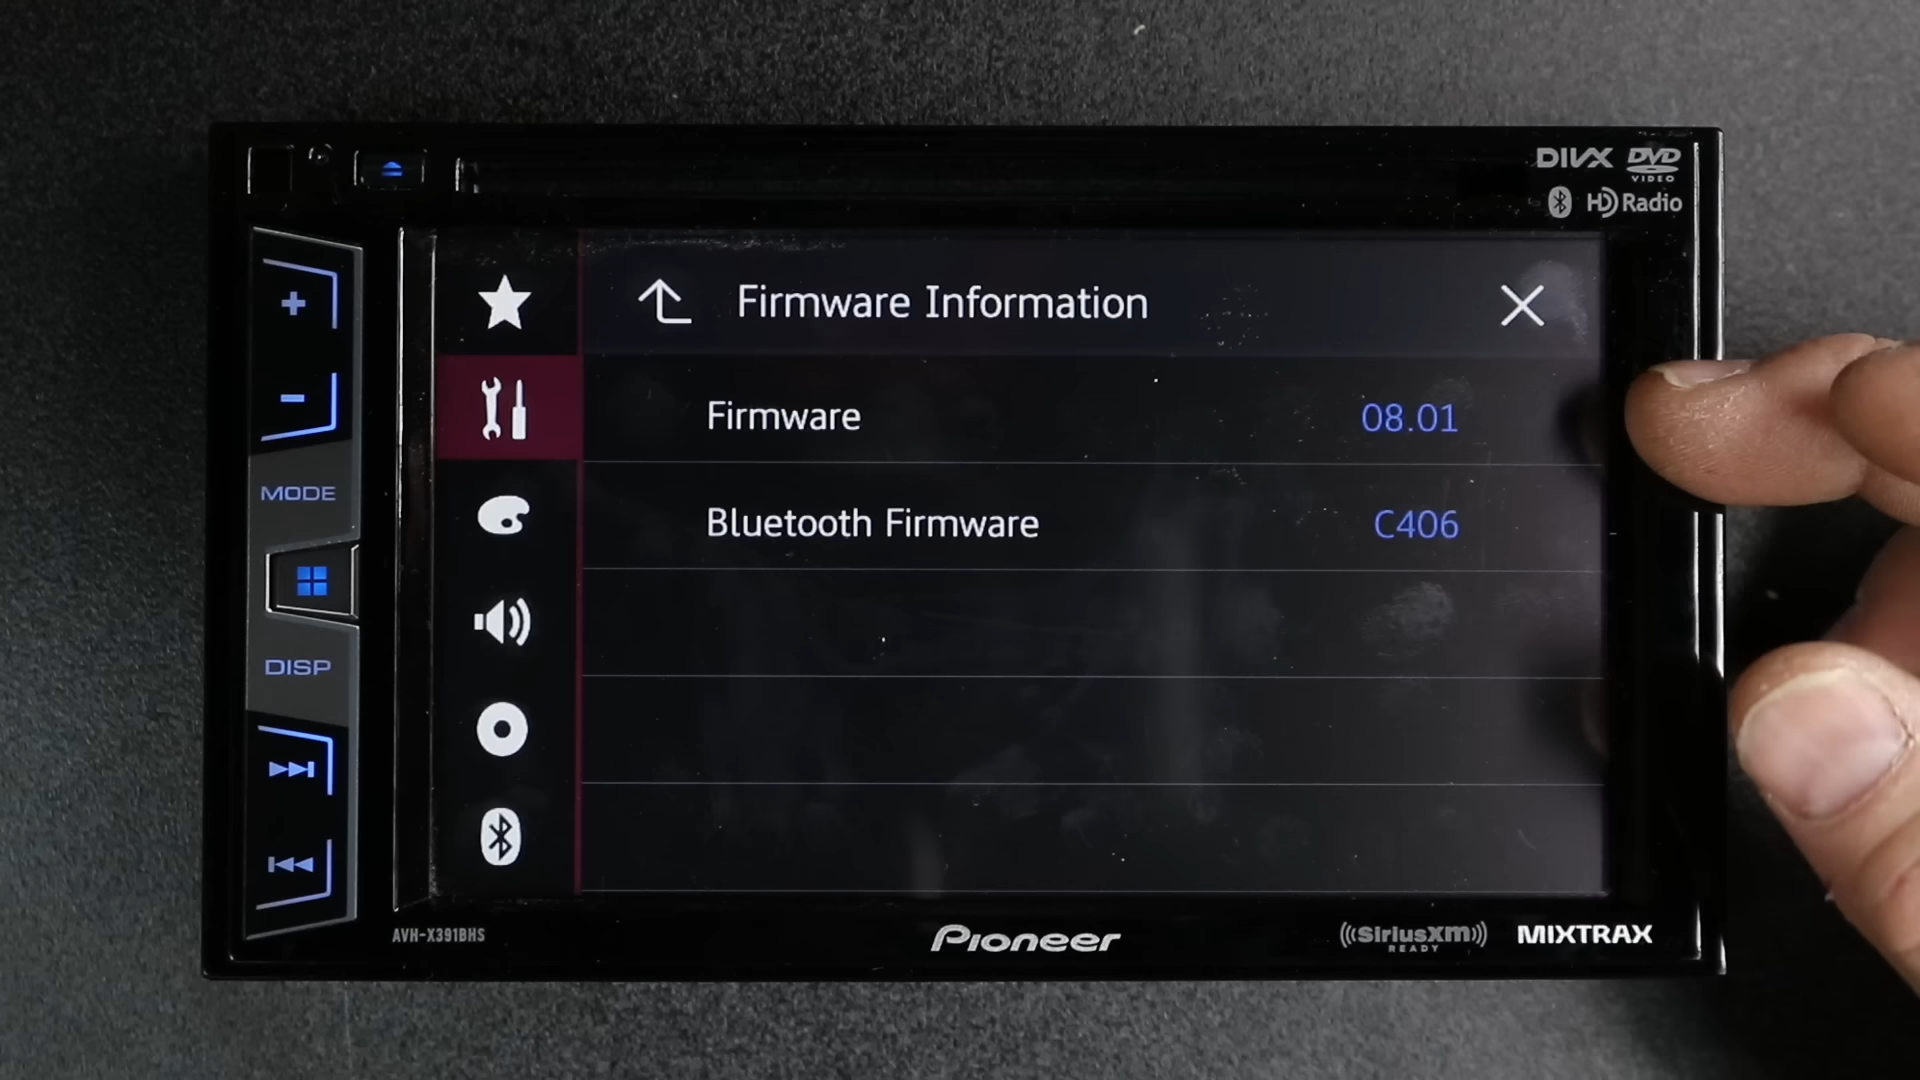 DIVX DVD
VIDEO
HD Radio
Firmware Information
Firmware 08.01
Bluetooth Firmware C406
MODE
DISP
AVH-X391BHS
Pioneer
((SiriusXM))
READY
MIXTRAX